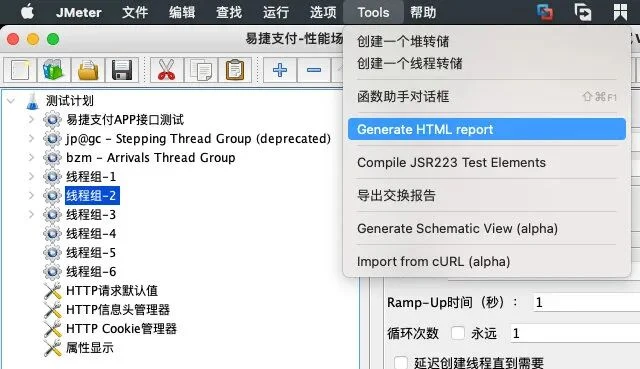 JMeter 文件 编辑 查找 运行 选项 Tools 帮助
易捷支付-性能场
创建一个堆转储
创建一个线程转储
函数助手对话框 ⇧⌘F1
Generate HTML report
Compile JSR223 Test Elements
导出交换报告
Generate Schematic View (alpha)
Import from cURL (alpha)
测试计划
易捷支付APP接口测试
jp@gc - Stepping Thread Group (deprecated)
bzm - Arrivals Thread Group
线程组-1
线程组-2
线程组-3
线程组-4
线程组-5
线程组-6
HTTP请求默认值
HTTP信息头管理器
HTTP Cookie管理器
属性显示
Ramp-Up时间（秒）： 1
循环次数 永远 1
延迟创建线程直到需要